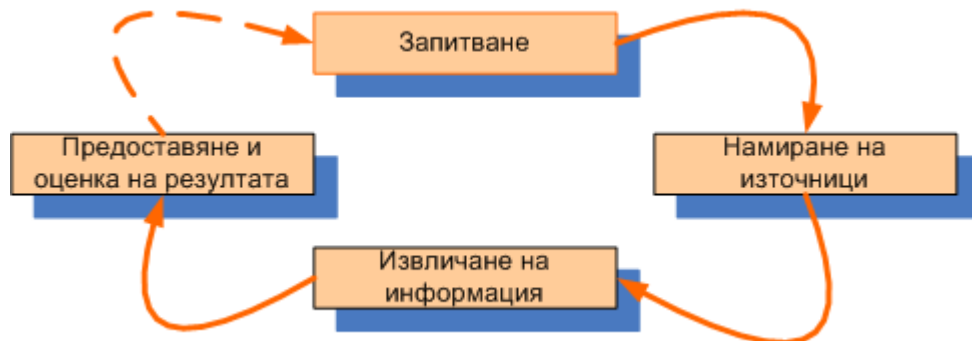 Запитване
Намиране на
източници
Извличане на
информация
Предоставяне и
оценка на резултата